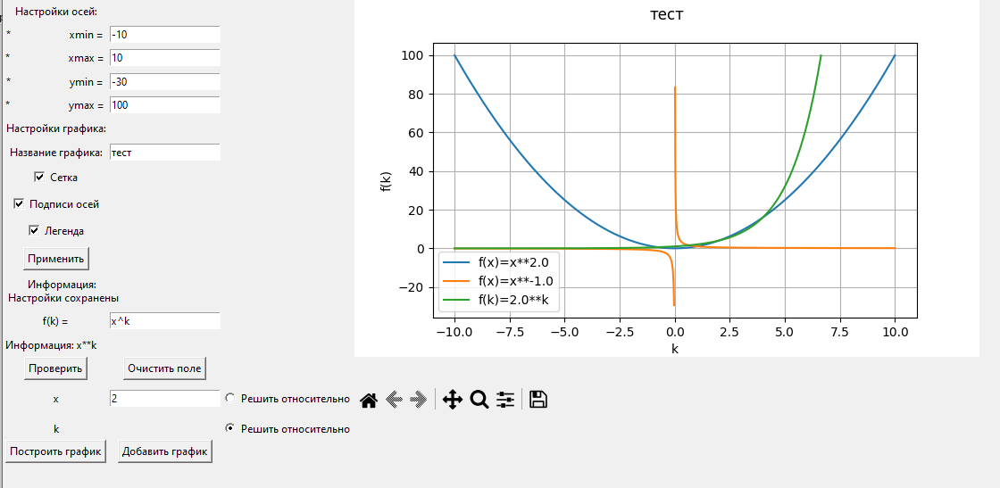 Настройки осей:
* xmin = -10
* xmax = 10
* ymin = -30
* ymax = 100
Настройки графика:
Название графика: тест
Сетка
Подписи осей
Легенда
Применить
Информация:
Настройки сохранены
f(k) = x^k
Информация: x**k
Проверить Очистить поле
x 2 Решить относительно
k Решить относительно
Построить график Добавить график
тест
100
80
60
40
20
0
−20
f(k)
f(x)=x**2.0
f(x)=x**-1.0
f(k)=2.0**k
−10.0 −7.5 −5.0 −2.5 0.0 2.5 5.0 7.5 10.0
k